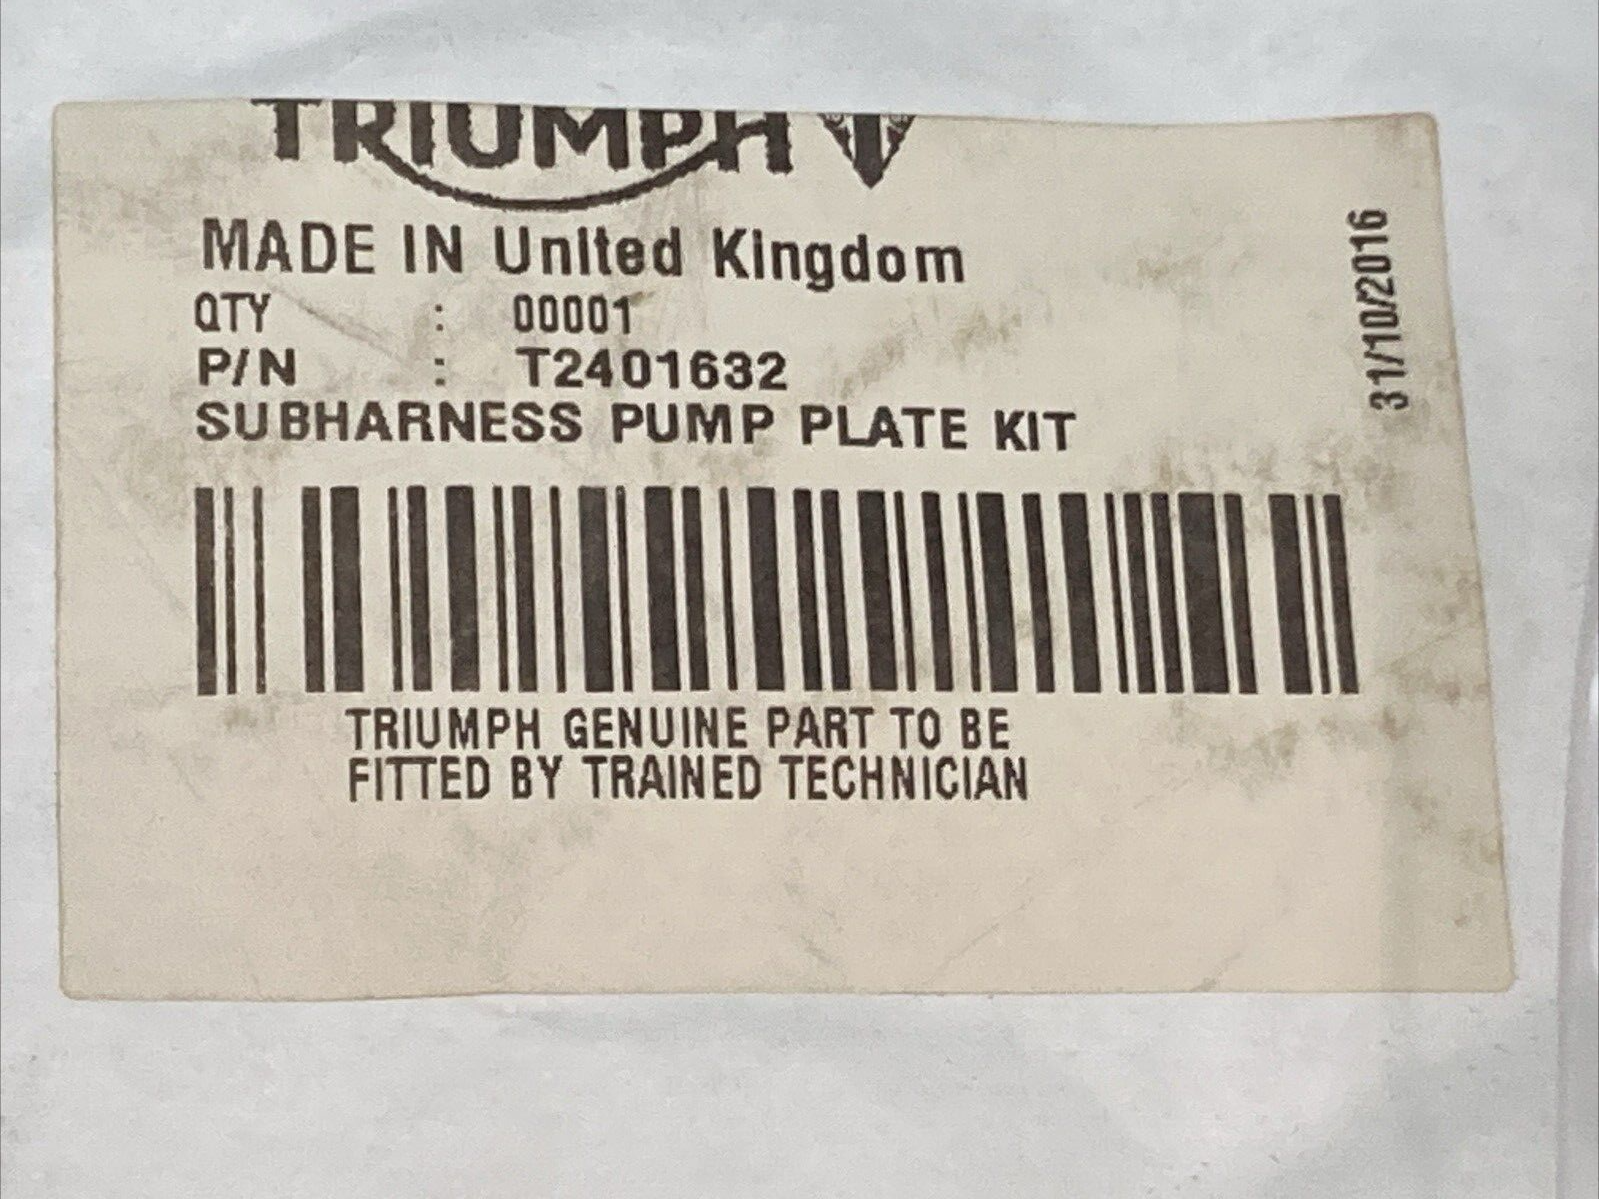 TRIUMPH
MADE IN United Kingdom
QTY : 00001
P/N : T2401632
SUBHARNESS PUMP PLATE KIT
TRIUMPH GENUINE PART TO BE
FITTED BY TRAINED TECHNICIAN
31/10/2016